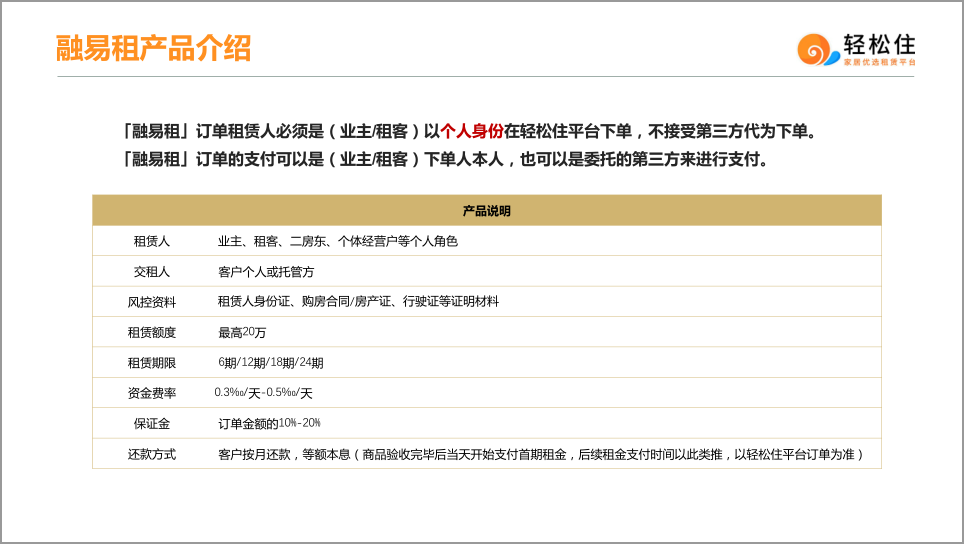 融易租产品介绍
轻松住
家居优选租赁平台
「融易租」订单租赁人必须是（业主/租客）以个人身份在轻松住平台下单，不接受第三方代为下单。
「融易租」订单的支付可以是（业主/租客）下单人本人，也可以是委托的第三方来进行支付。
产品说明
租赁人 业主、租客、二房东、个体经营户等个人角色
交租人 客户个人或托管方
风控资料 租赁人身份证、购房合同/房产证、行驶证等证明材料
租赁额度 最高20万
租赁期限 6期/12期/18期/24期
资金费率 0.3‰/天-0.5‰/天
保证金 订单金额的10%-20%
还款方式 客户按月还款，等额本息（商品验收完毕后当天开始支付首期租金，后续租金支付时间以此类推，以轻松住平台订单为准）